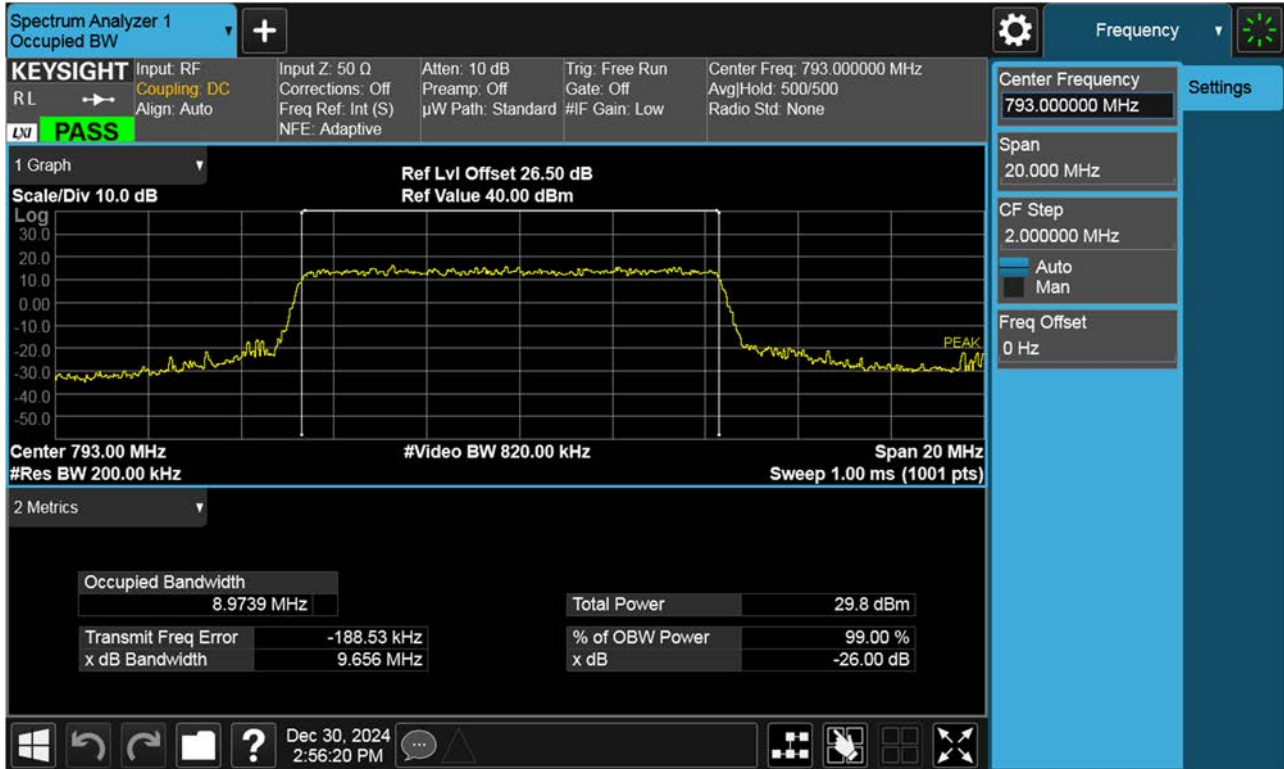 Spectrum Analyzer 1
Occupied BW
Frequency
KEYSIGHT
RL
LXI
PASS
Input: RF
Coupling: DC
Align: Auto
Input Z: 50 Ω
Corrections: Off
Freq Ref: Int (S)
NFE: Adaptive
Atten: 10 dB
Preamp: Off
µW Path: Standard
Trig: Free Run
Gate: Off
#IF Gain: Low
Center Freq: 793.000000 MHz
Avg|Hold: 500/500
Radio Std: None
Center Frequency
793.000000 MHz
Settings
Span
20.000 MHz
CF Step
2.000000 MHz
Auto
Man
Freq Offset
0 Hz
1 Graph
Scale/Div 10.0 dB
Ref Lvl Offset 26.50 dB
Ref Value 40.00 dBm
Log
30.0
20.0
10.0
0.00
-10.0
-20.0
-30.0
-40.0
-50.0
PEAK
Center 793.00 MHz
#Res BW 200.00 kHz
#Video BW 820.00 kHz
Span 20 MHz
Sweep 1.00 ms (1001 pts)
2 Metrics
Occupied Bandwidth
8.9739 MHz
Total Power 29.8 dBm
Transmit Freq Error -188.53 kHz
% of OBW Power 99.00 %
x dB Bandwidth 9.656 MHz
x dB -26.00 dB
Dec 30, 2024
2:56:20 PM